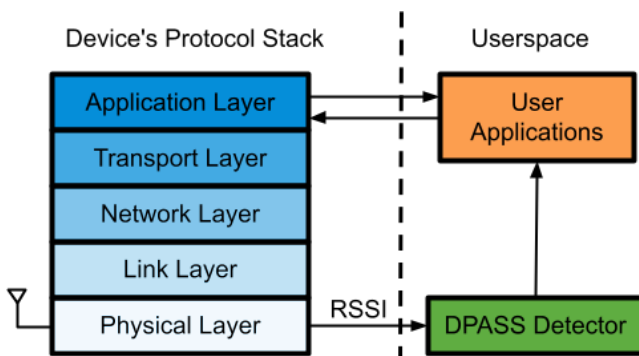 Device's Protocol Stack
Userspace
Application Layer
Transport Layer
Network Layer
Link Layer
Physical Layer
User
Applications
RSSI
DPASS Detector